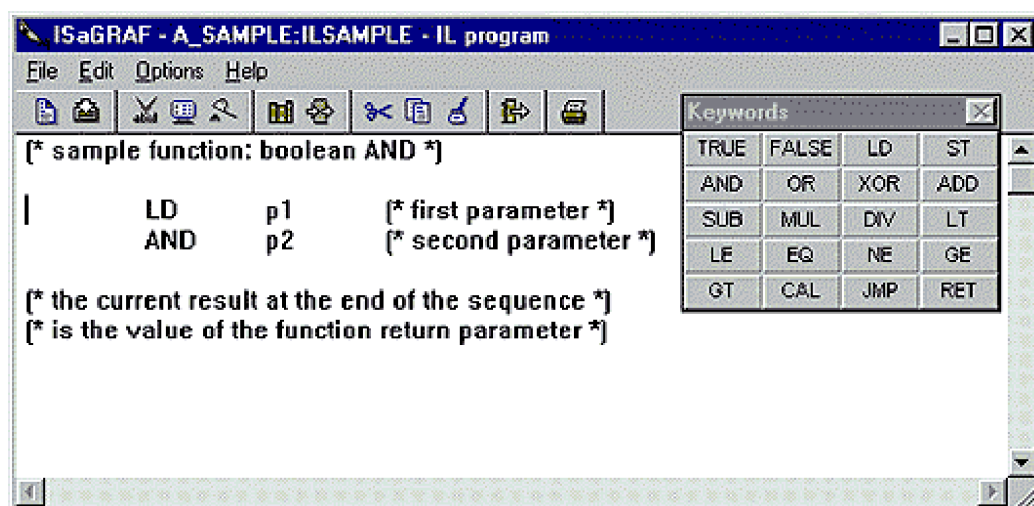 ISaGRAF - A_SAMPLE:ILSAMPLE - IL program
File Edit Options Help
(* sample function: boolean AND *)
LD p1 (* first parameter *)
AND p2 (* second parameter *)
(* the current result at the end of the sequence *)
(* is the value of the function return parameter *)
Keywords
TRUE FALSE LD ST
AND OR XOR ADD
SUB MUL DIV LT
LE EQ NE GE
GT CAL JMP RET